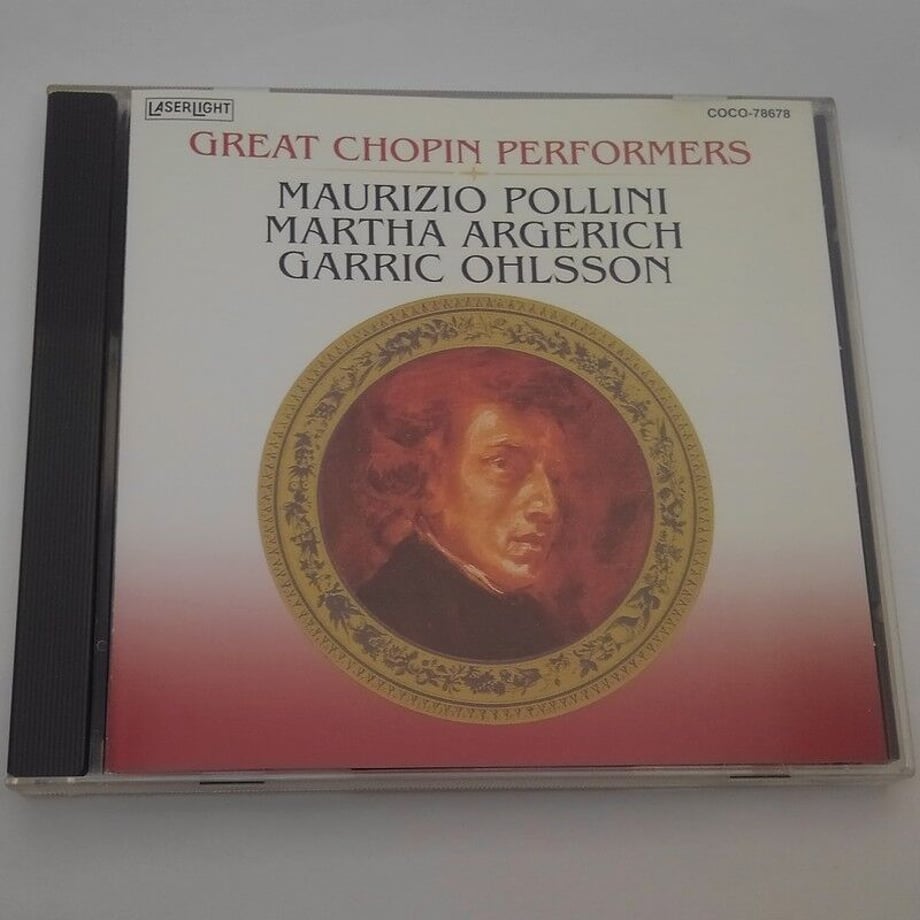 LASERLIGHT
COCO-78678
GREAT CHOPIN PERFORMERS
MAURIZIO POLLINI
MARTHA ARGERICH
GARRIC OHLSSON